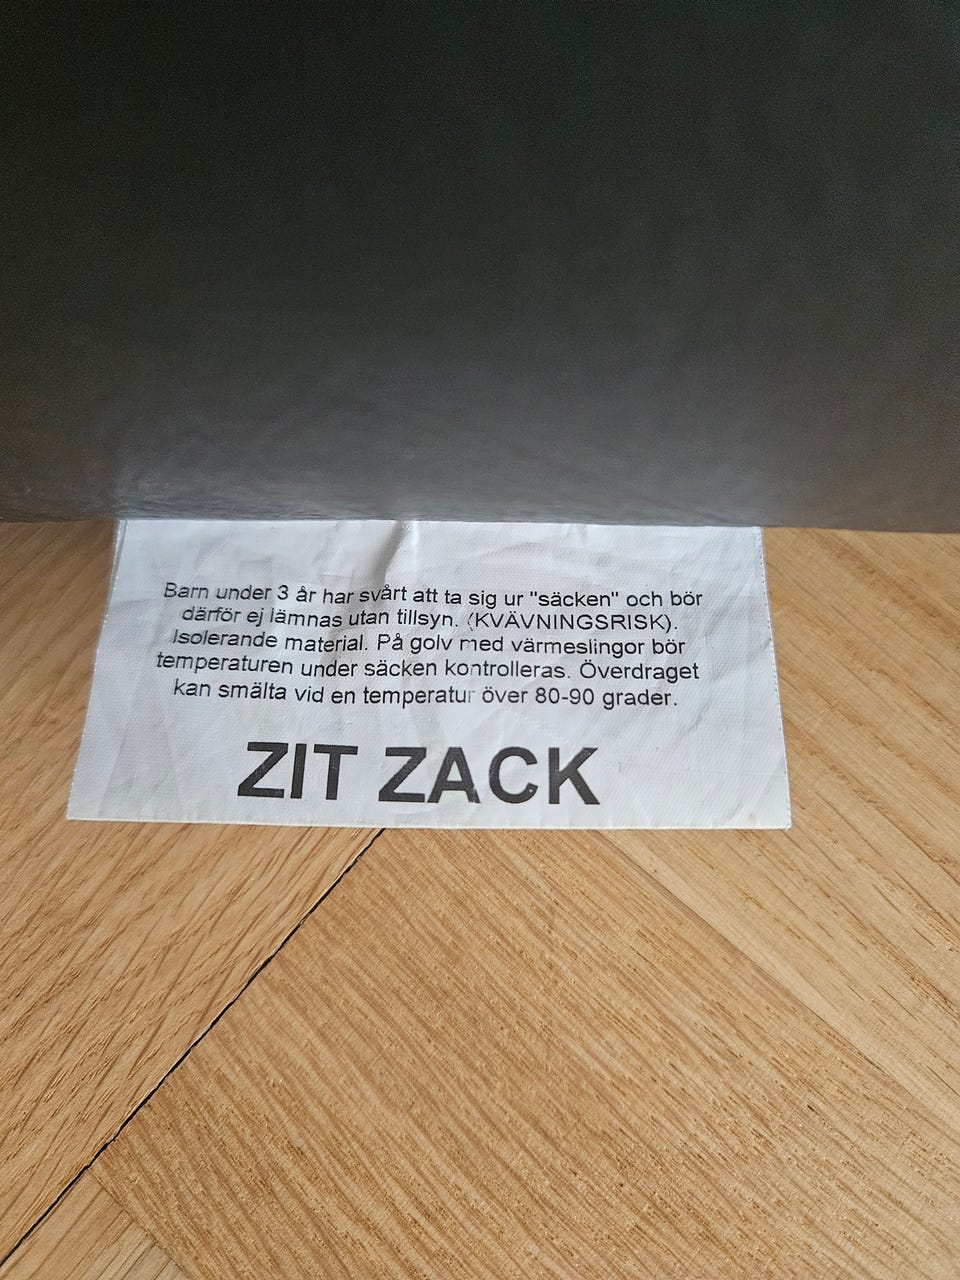 Barn under 3 år har svårt att ta sig ur "säcken" och bör
därför ej lämnas utan tillsyn. (KVÄVNINGSRISK).
Isolerande material. På golv med värmeslingor bör
temperaturen under säcken kontrolleras. Överdraget
kan smälta vid en temperatur över 80-90 grader.
ZIT ZACK